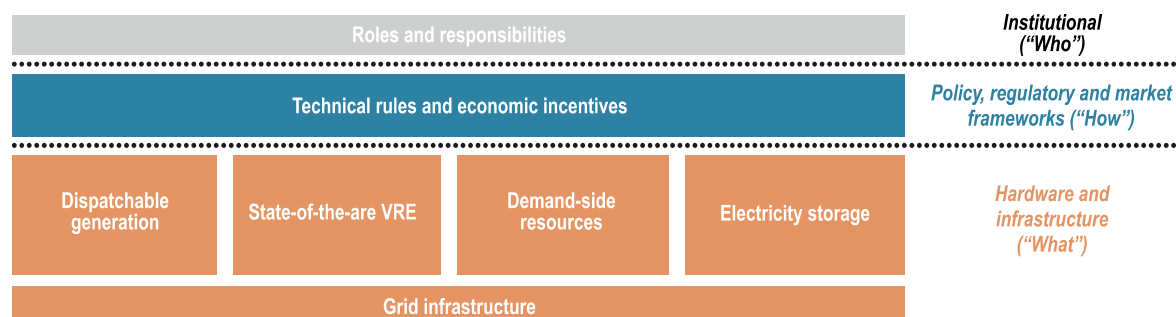 Roles and responsibilities
Institutional
(“Who”)
Technical rules and economic incentives
Policy, regulatory and market
frameworks (“How”)
Dispatchable
generation
State-of-the-are VRE
Demand-side
resources
Electricity storage
Hardware and
infrastructure
(“What”)
Grid infrastructure